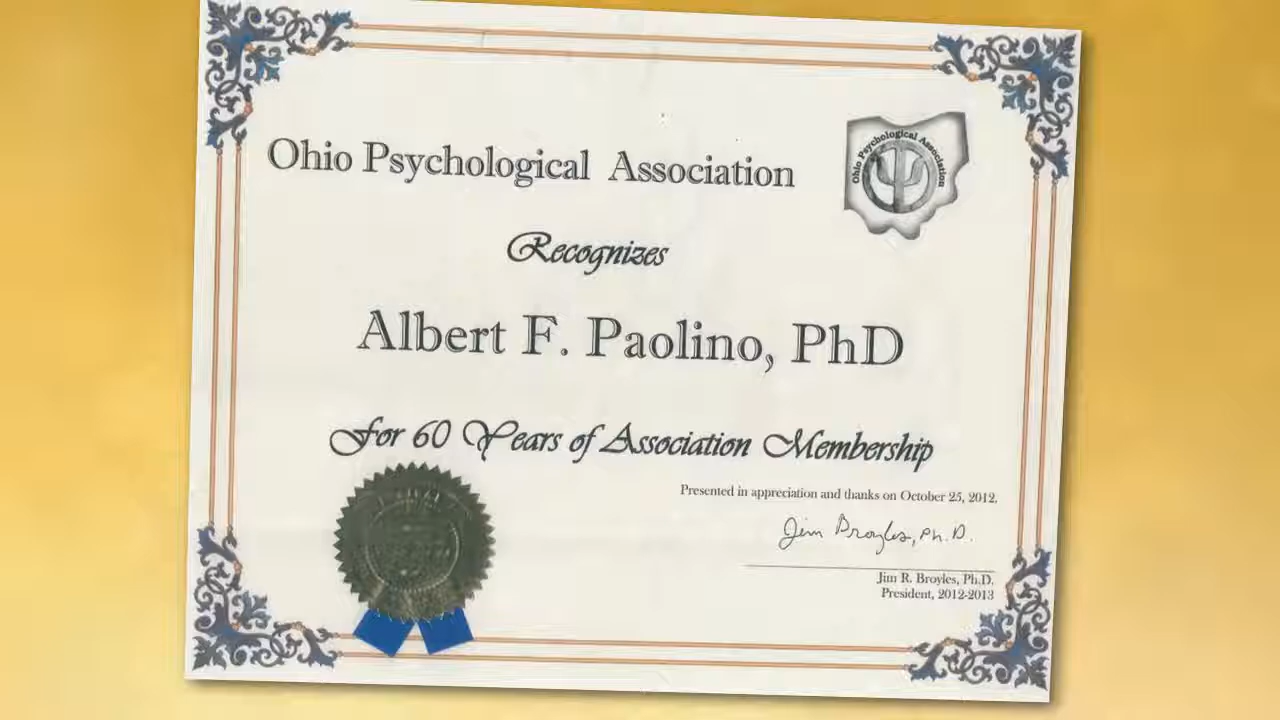 Ohio Psychological Association
Ohio Psychological Association
Recognizes
Albert F. Paolino, PhD
For 60 Years of Association Membership
Presented in appreciation and thanks on October 25, 2012.
Jim Broyles, Ph.D.
Jim R. Broyles, Ph.D.
President, 2012-2013